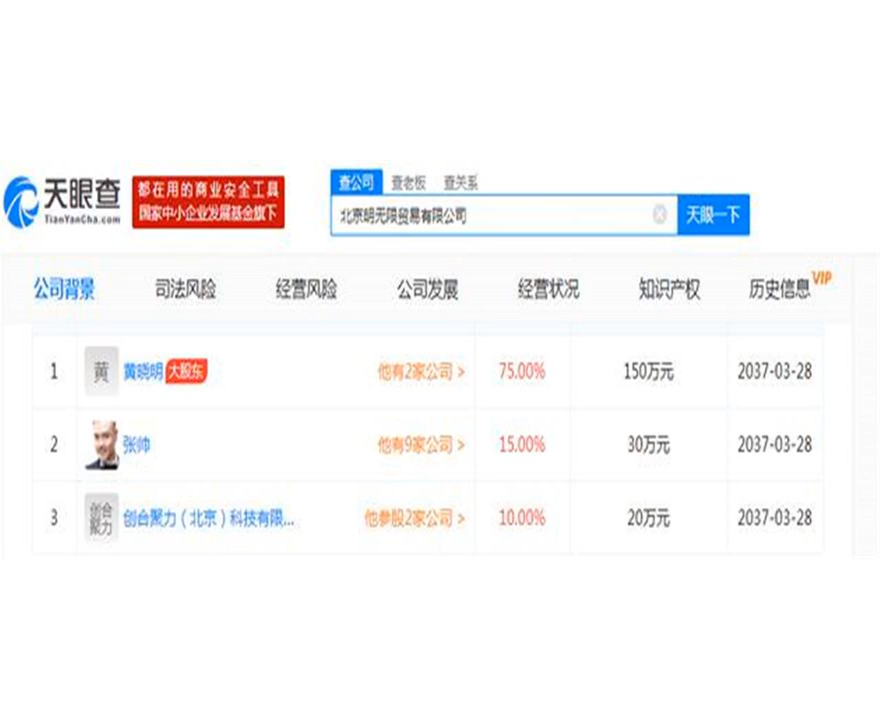 天眼查
TianYanCha.com
都在用的商业安全工具
国家中小企业发展基金旗下
查公司 查老板 查关系
北京明无限贸易有限公司
天眼一下
公司背景 司法风险 经营风险 公司发展 经营状况 知识产权 历史信息 VIP
1 黄 黄晓明 大股东 他有2家公司 > 75.00% 150万元 2037-03-28
2 张帅 他有9家公司 > 15.00% 30万元 2037-03-28
3 创合聚力 创合聚力（北京）科技有限... 他参股2家公司 > 10.00% 20万元 2037-03-28